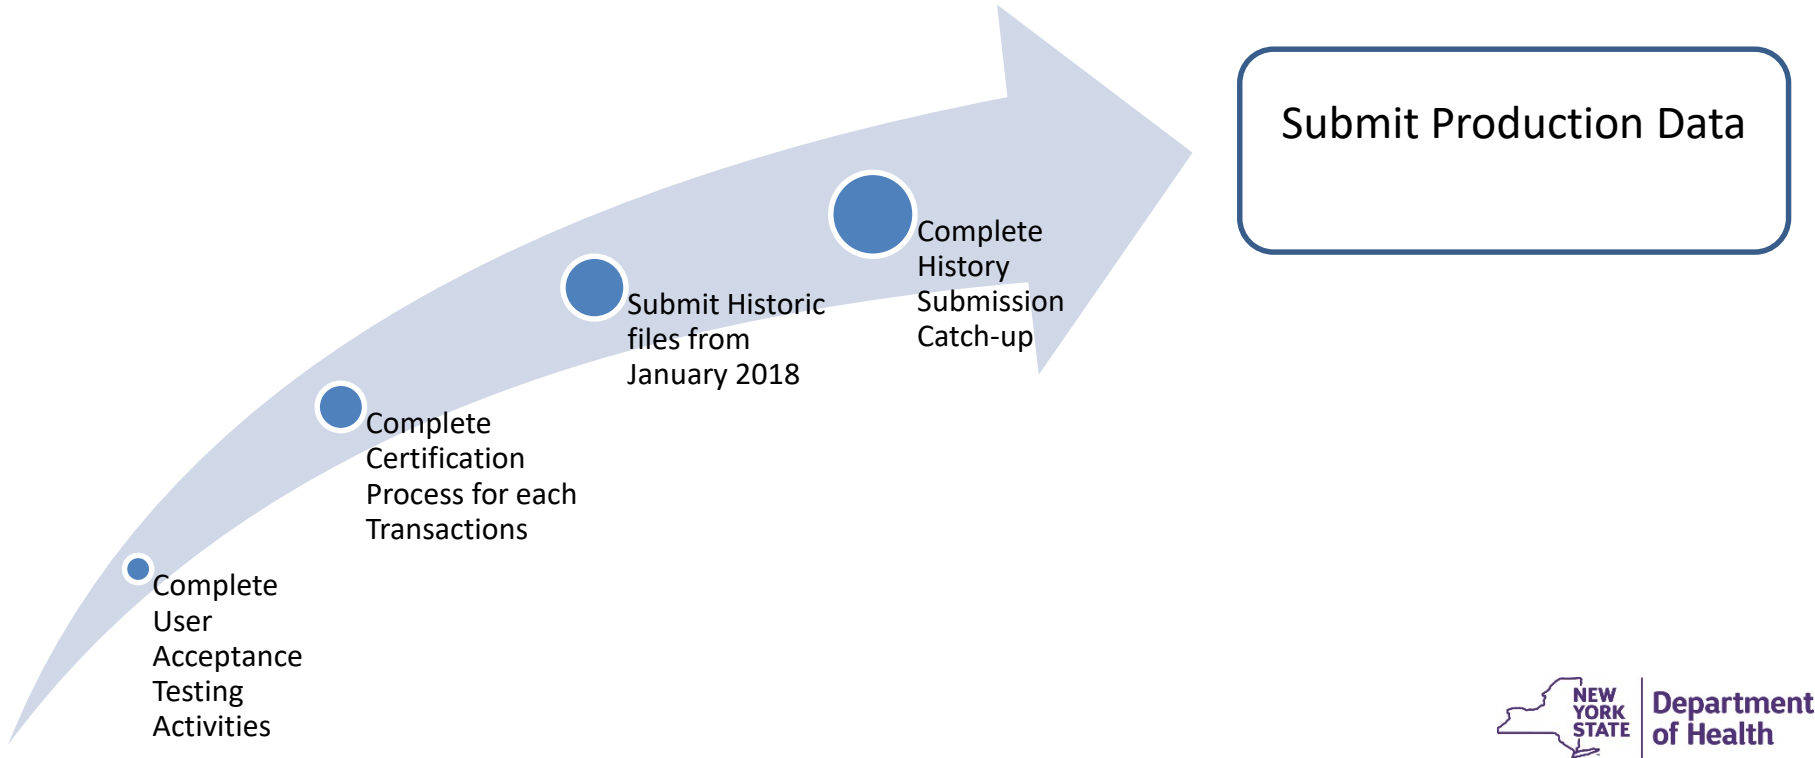 Submit Production Data
Complete
History
Submission
Catch-up
Submit Historic
files from
January 2018
Complete
Certification
Process for each
Transactions
Complete
User
Acceptance
Testing
Activities
NEW
YORK
STATE
Department
of Health